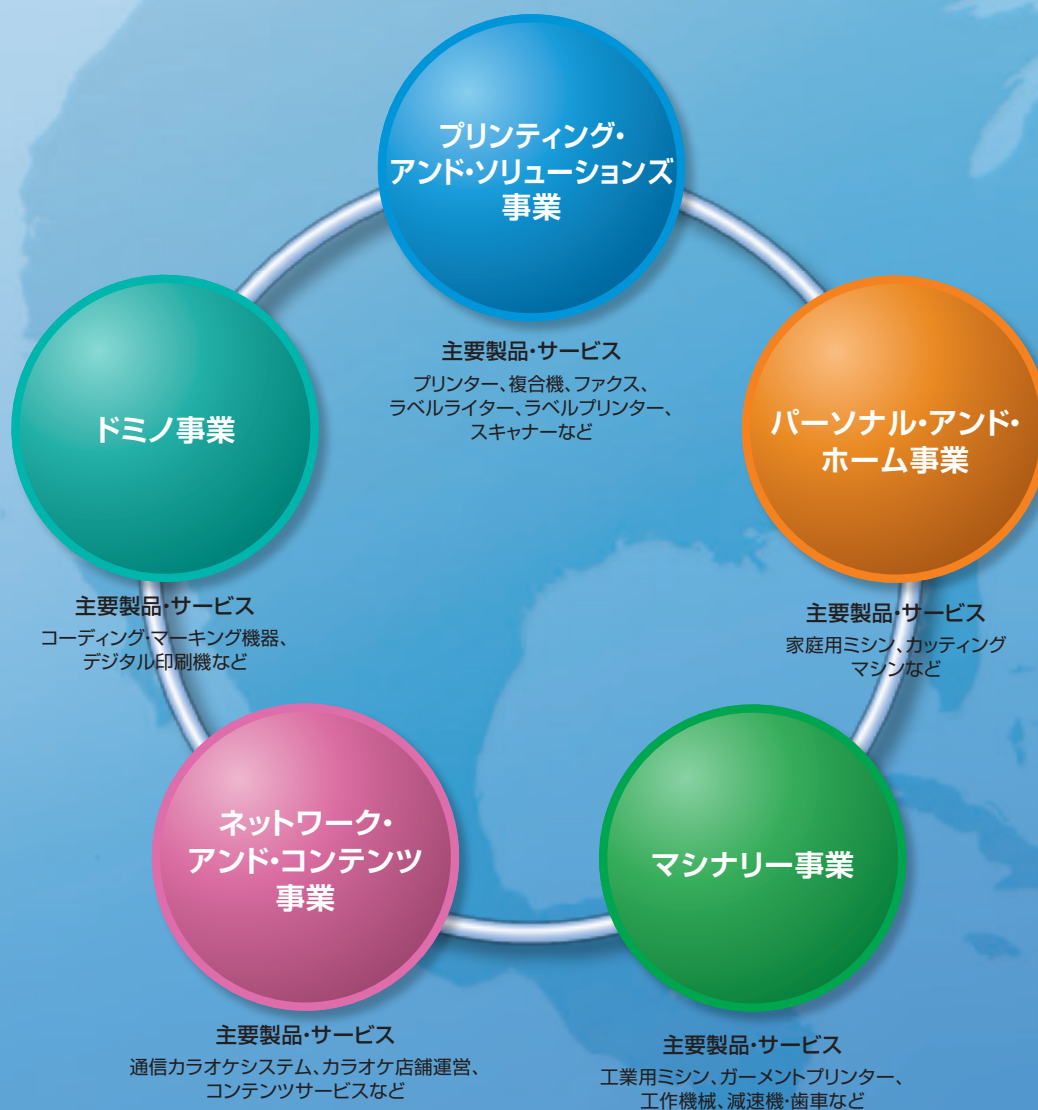 プリンティング・
アンド・ソリューションズ
事業
主要製品・サービス
プリンター、複合機、ファクス、
ラベルライター、ラベルプリンター、
スキャナーなど
ドミノ事業
主要製品・サービス
コーディング・マーキング機器、
デジタル印刷機など
パーソナル・アンド・
ホーム事業
主要製品・サービス
家庭用ミシン、カッティング
マシンなど
ネットワーク・
アンド・コンテンツ
事業
主要製品・サービス
通信カラオケシステム、カラオケ店舗運営、
コンテンツサービスなど
マシナリー事業
主要製品・サービス
工業用ミシン、ガーメントプリンター、
工作機械、減速機・歯車など